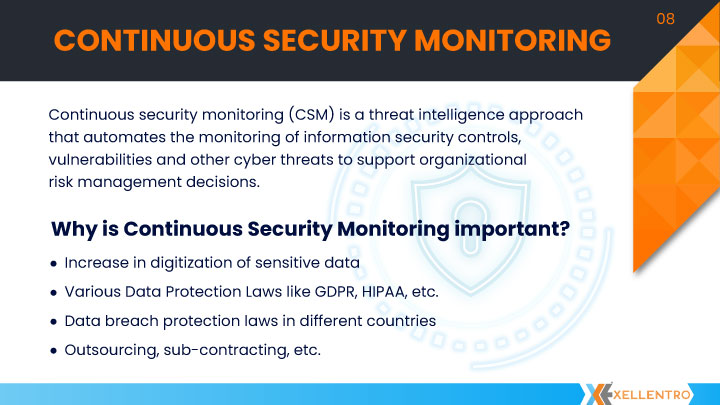 08
CONTINUOUS SECURITY MONITORING
Continuous security monitoring (CSM) is a threat intelligence approach
that automates the monitoring of information security controls,
vulnerabilities and other cyber threats to support organizational
risk management decisions.
Why is Continuous Security Monitoring important?
• Increase in digitization of sensitive data
• Various Data Protection Laws like GDPR, HIPAA, etc.
• Data breach protection laws in different countries
• Outsourcing, sub-contracting, etc.
XELLENTRO